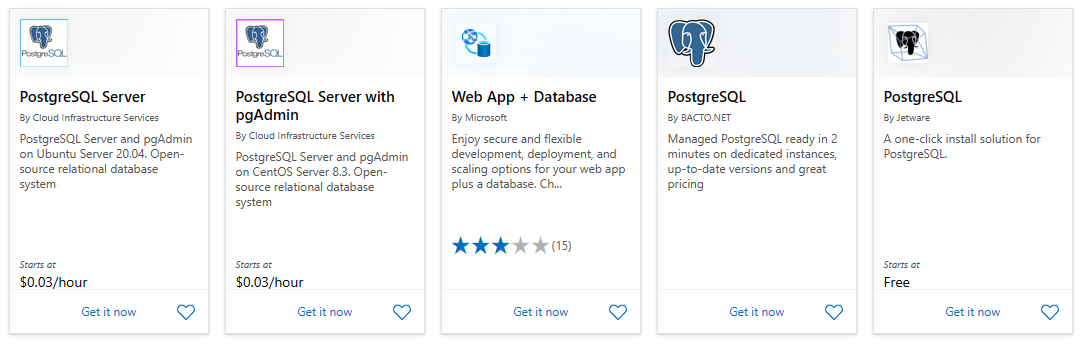 PostgreSQL
PostgreSQL Server
By Cloud Infrastructure Services
PostgreSQL Server and pgAdmin
on Ubuntu Server 20.04. Open-
source relational database
system
Starts at
$0.03/hour
Get it now
PostgreSQL
PostgreSQL Server with
pgAdmin
By Cloud Infrastructure Services
PostgreSQL Server and pgAdmin
on CentOS Server 8.3. Open-
source relational database
system
Starts at
$0.03/hour
Get it now
Web App + Database
By Microsoft
Enjoy secure and flexible
development, deployment, and
scaling options for your web app
plus a database. Ch...
(15)
Get it now
PostgreSQL
By BACTO.NET
Managed PostgreSQL ready in 2
minutes on dedicated instances,
up-to-date versions and great
pricing
Get it now
PostgreSQL
By Jetware
A one-click install solution for
PostgreSQL.
Starts at
Free
Get it now